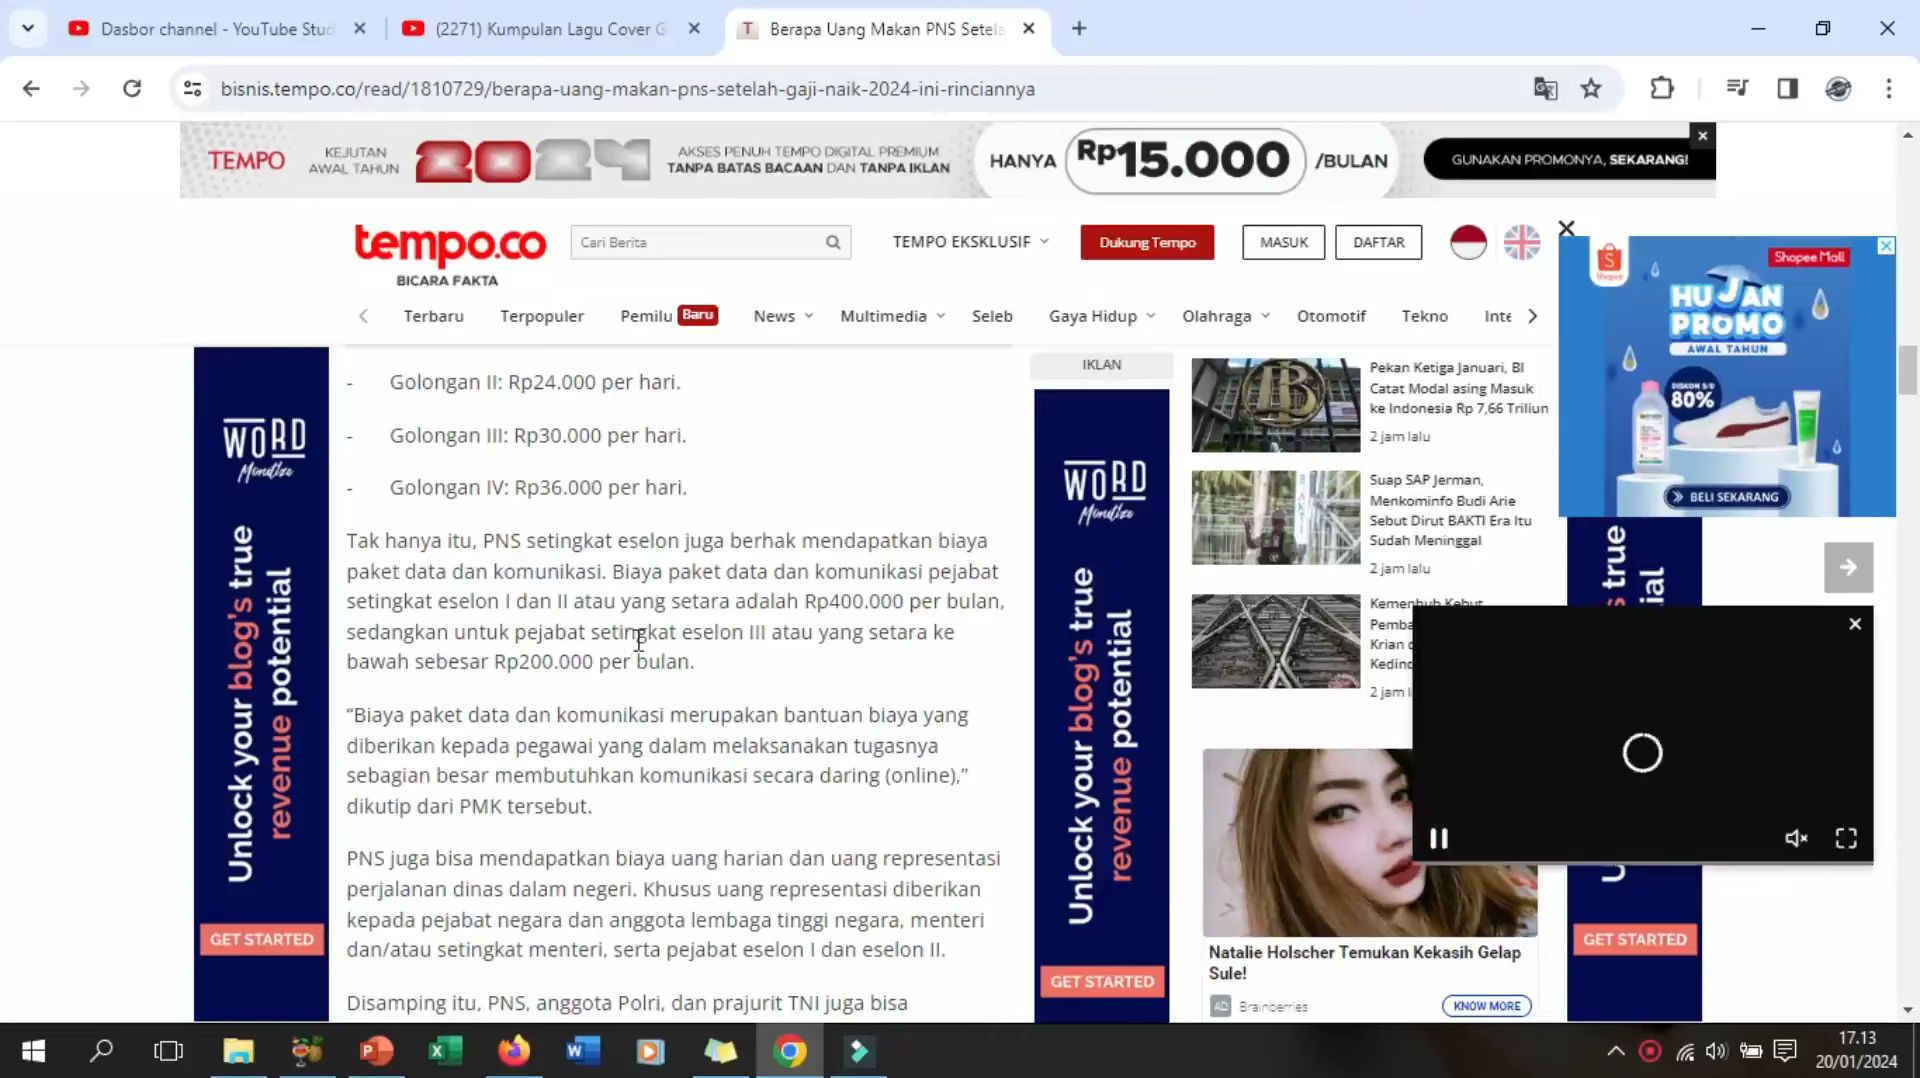 Dasbor channel - YouTube Stuc
(2271) Kumpulan Lagu Cover G
Berapa Uang Makan PNS Setela
bisnis.tempo.co/read/1810729/berapa-uang-makan-pns-setelah-gaji-naik-2024-ini-rinciannya
TEMPO
KEJUTAN
AWAL TAHUN
2024
AKSES PENUH TEMPO DIGITAL PREMIUM
TANPA BATAS BACAAN DAN TANPA IKLAN
HANYA Rp15.000 /BULAN
GUNAKAN PROMONYA, SEKARANG!
tempo.co
BICARA FAKTA
Cari Berita
TEMPO EKSKLUSIF
Dukung Tempo
MASUK
DAFTAR
Terbaru
Terpopuler
Pemilu Baru
News
Multimedia
Seleb
Gaya Hidup
Olahraga
Otomotif
Tekno
Inte
WORD
Monetize
Unlock your blog's true
revenue potential
GET STARTED
- Golongan II: Rp24.000 per hari.
- Golongan III: Rp30.000 per hari.
- Golongan IV: Rp36.000 per hari.
Tak hanya itu, PNS setingkat eselon juga berhak mendapatkan biaya
paket data dan komunikasi. Biaya paket data dan komunikasi pejabat
setingkat eselon I dan II atau yang setara adalah Rp400.000 per bulan,
sedangkan untuk pejabat setingkat eselon III atau yang setara ke
bawah sebesar Rp200.000 per bulan.
“Biaya paket data dan komunikasi merupakan bantuan biaya yang
diberikan kepada pegawai yang dalam melaksanakan tugasnya
sebagian besar membutuhkan komunikasi secara daring (online),”
dikutip dari PMK tersebut.
PNS juga bisa mendapatkan biaya uang harian dan uang representasi
perjalanan dinas dalam negeri. Khusus uang representasi diberikan
kepada pejabat negara dan anggota lembaga tinggi negara, menteri
dan/atau setingkat menteri, serta pejabat eselon I dan eselon II.
Disamping itu, PNS, anggota Polri, dan prajurit TNI juga bisa
IKLAN
WORD
Monetize
Unlock your blog's true
revenue potential
GET STARTED
Pekan Ketiga Januari, BI
Catat Modal asing Masuk
ke Indonesia Rp 7,66 Triliun
2 jam lalu
Suap SAP Jerman,
Menkominfo Budi Arie
Sebut Dirut BAKTI Era Itu
Sudah Meninggal
2 jam lalu
Kemenhub Kebut
Pemba
Krian
Kedin
2 jam l
Natalie Holscher Temukan Kekasih Gelap
Sule!
AD Brainberries
KNOW MORE
Shopee
Shopee Mall
HUJAN
PROMO
AWAL TAHUN
DISKON S/D
80%
BELI SEKARANG
GET STARTED
17.13
20/01/2024